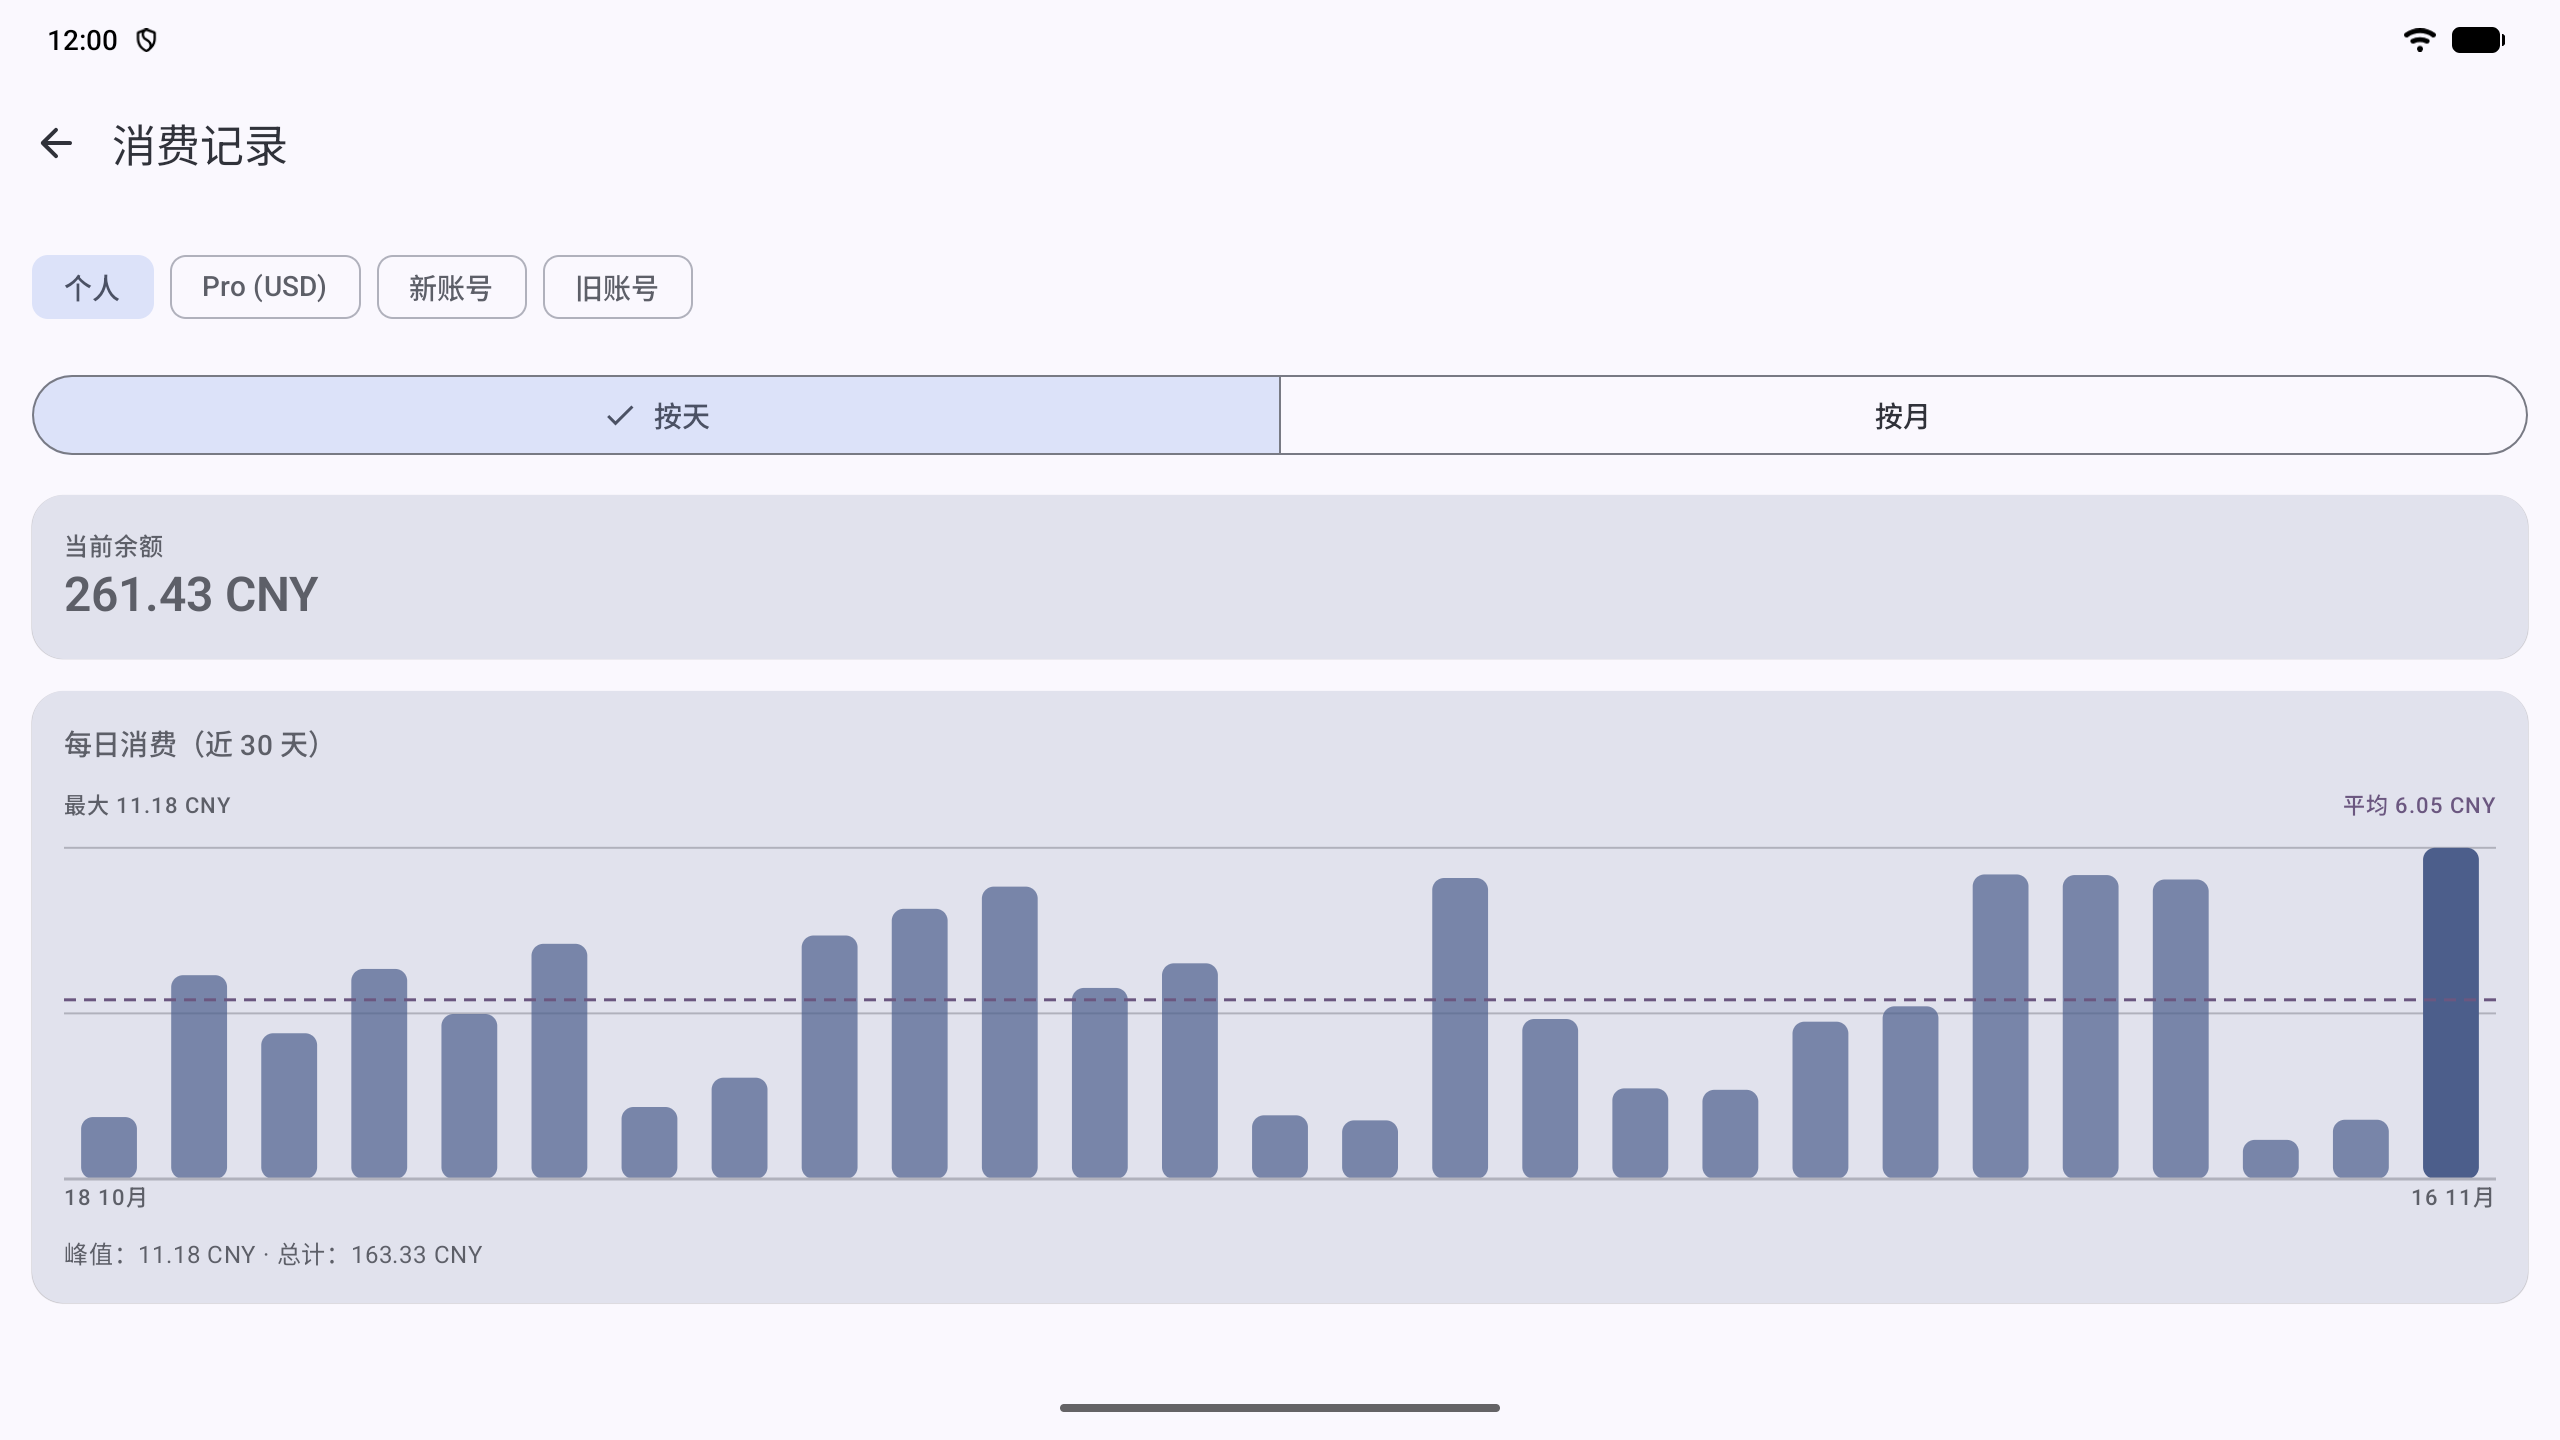 12:00
消费记录
个人 Pro (USD) 新账号 旧账号
按天 按月
当前余额
261.43 CNY
每日消费（近 30 天）
最大 11.18 CNY 平均 6.05 CNY
18 10月 16 11月
峰值：11.18 CNY · 总计：163.33 CNY